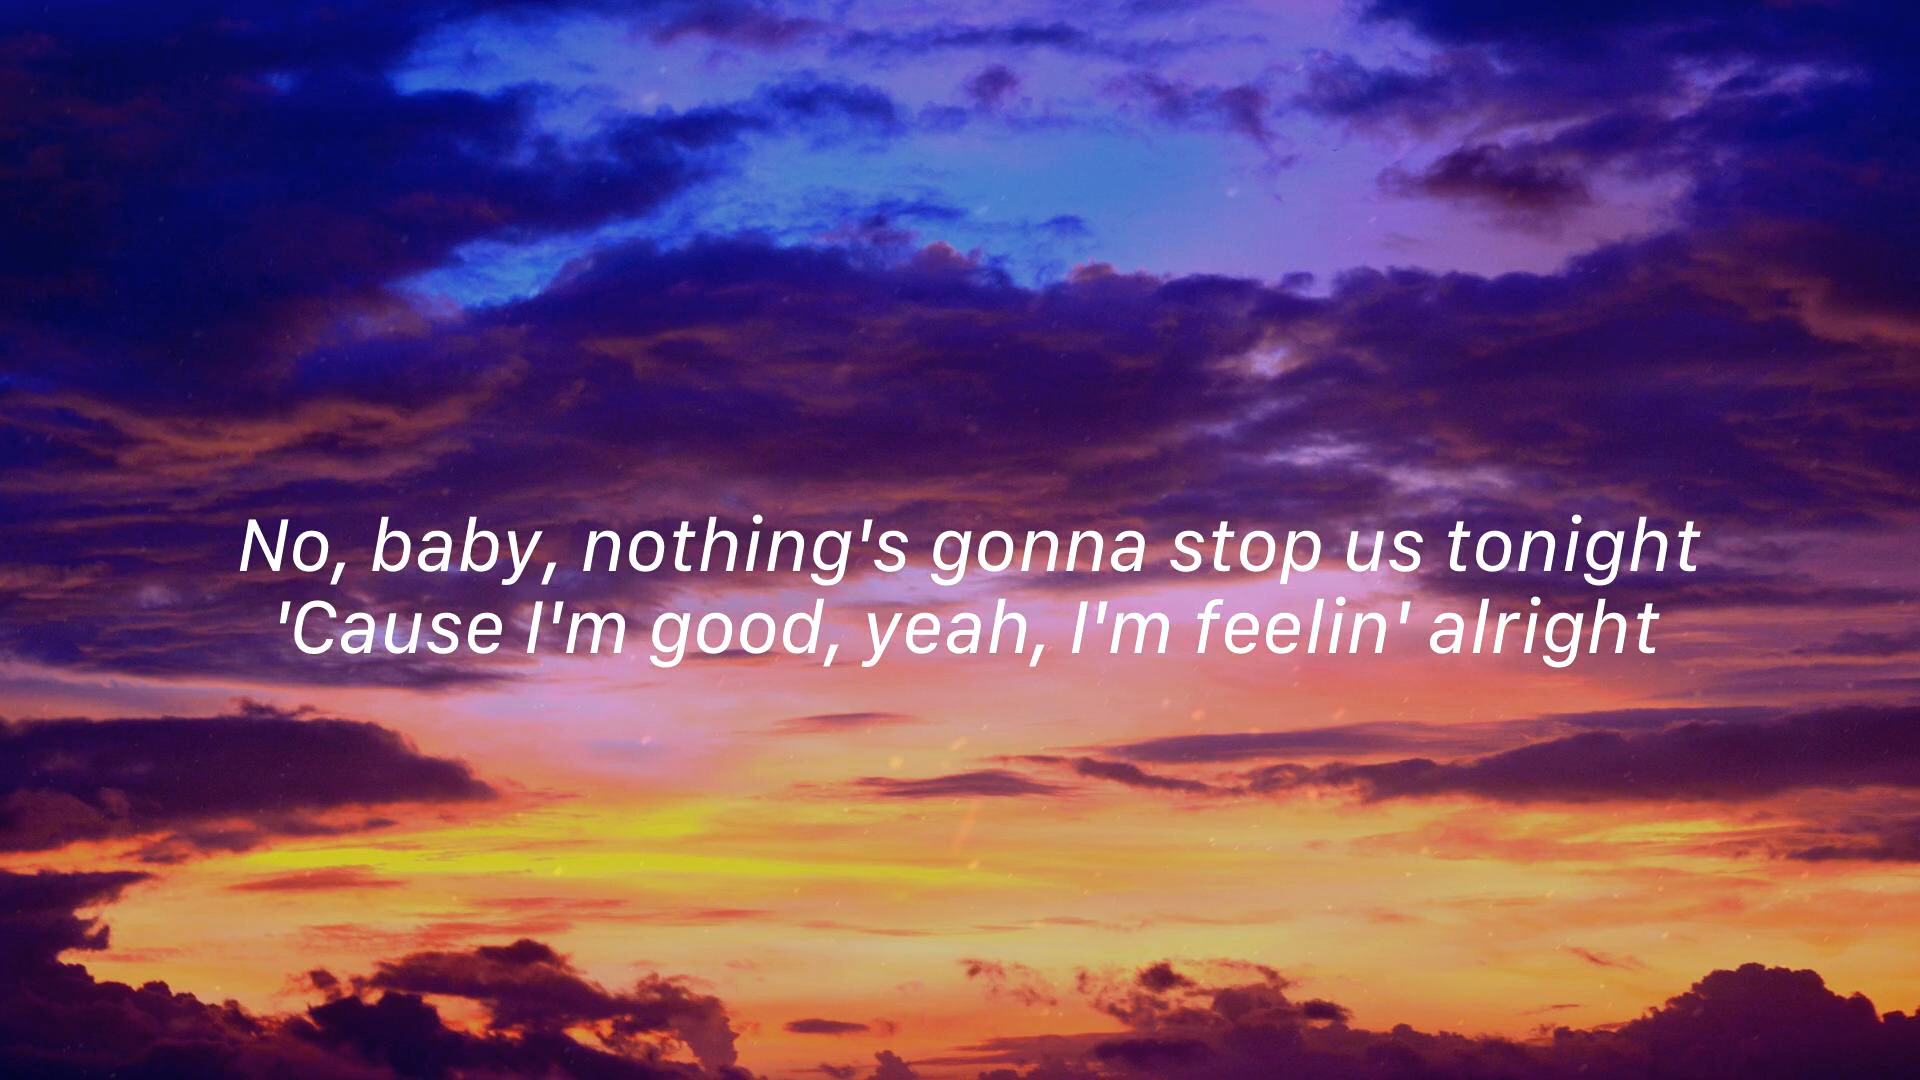 No, baby, nothing's gonna stop us tonight
'Cause I'm good, yeah, I'm feelin' alright